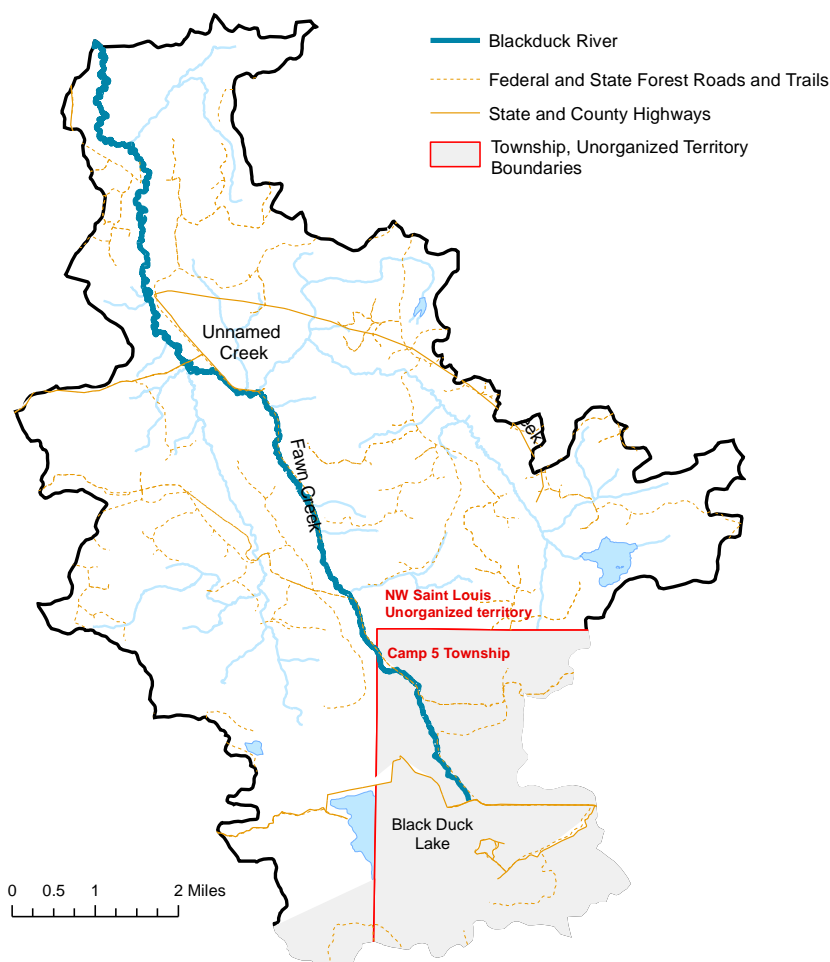 Blackduck River
Federal and State Forest Roads and Trails
State and County Highways
Township, Unorganized Territory
Boundaries
Unnamed
Creek
Fawn Creek
NW Saint Louis
Unorganized territory
Camp 5 Township
Black Duck
Lake
0 0.5 1 2 Miles